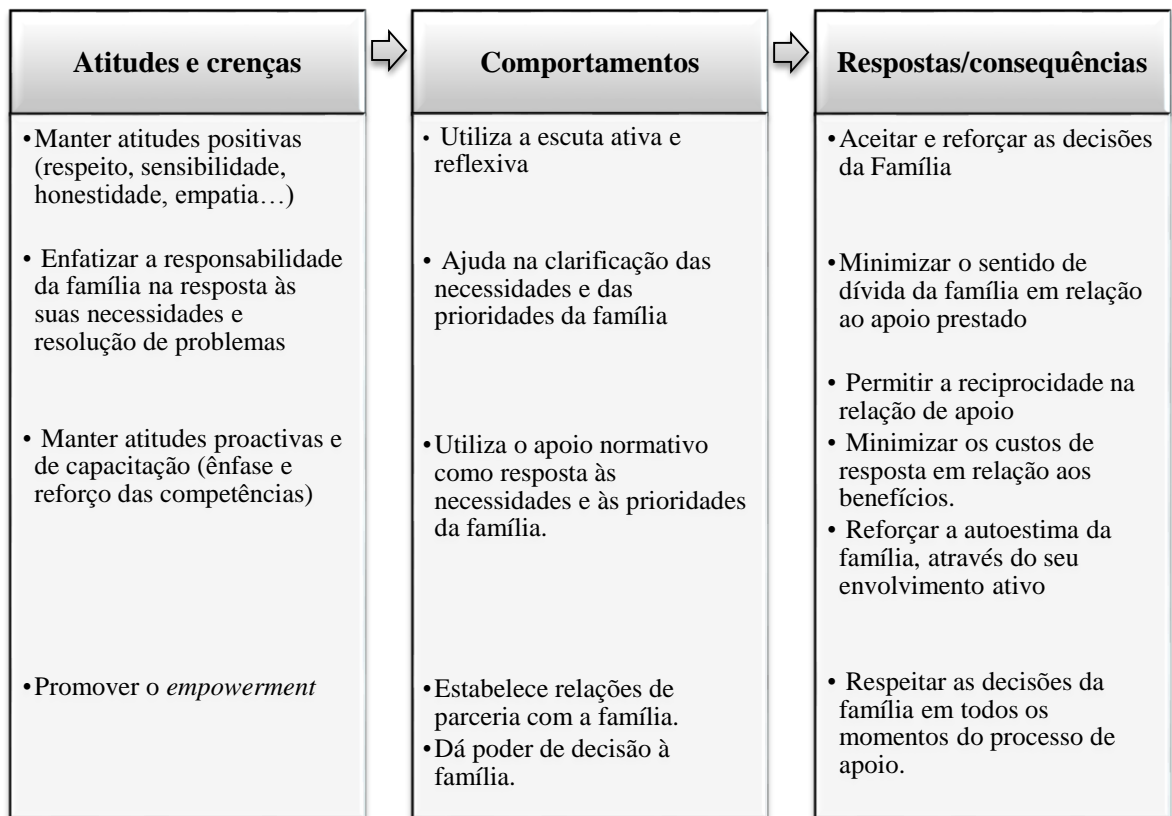 Atitudes e crenças
•Manter atitudes positivas
(respeito, sensibilidade,
honestidade, empatia…)
• Enfatizar a responsabilidade
da família na resposta às
suas necessidades e
resolução de problemas
• Manter atitudes proactivas e
de capacitação (ênfase e
reforço das competências)
•Promover o empowerment
Comportamentos
• Utiliza a escuta ativa e
reflexiva
• Ajuda na clarificação das
necessidades e das
prioridades da família
•Utiliza o apoio normativo
como resposta às
necessidades e às prioridades
da família.
•Estabelece relações de
parceria com a família.
•Dá poder de decisão à
família.
Respostas/consequências
•Aceitar e reforçar as decisões
da Família
•Minimizar o sentido de
dívida da família em relação
ao apoio prestado
• Permitir a reciprocidade na
relação de apoio
• Minimizar os custos de
resposta em relação aos
benefícios.
• Reforçar a autoestima da
família, através do seu
envolvimento ativo
• Respeitar as decisões da
família em todos os
momentos do processo de
apoio.